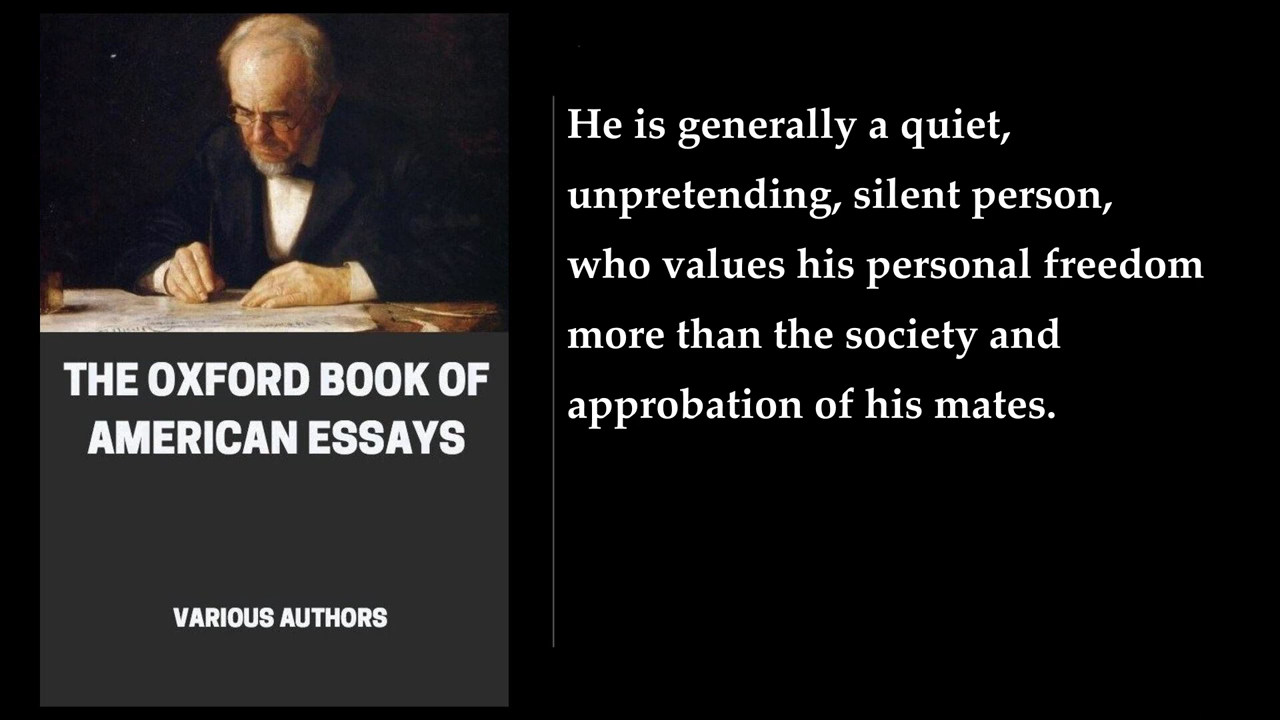 THE OXFORD BOOK OF
AMERICAN ESSAYS
VARIOUS AUTHORS
He is generally a quiet,
unpretending, silent person,
who values his personal freedom
more than the society and
approbation of his mates.